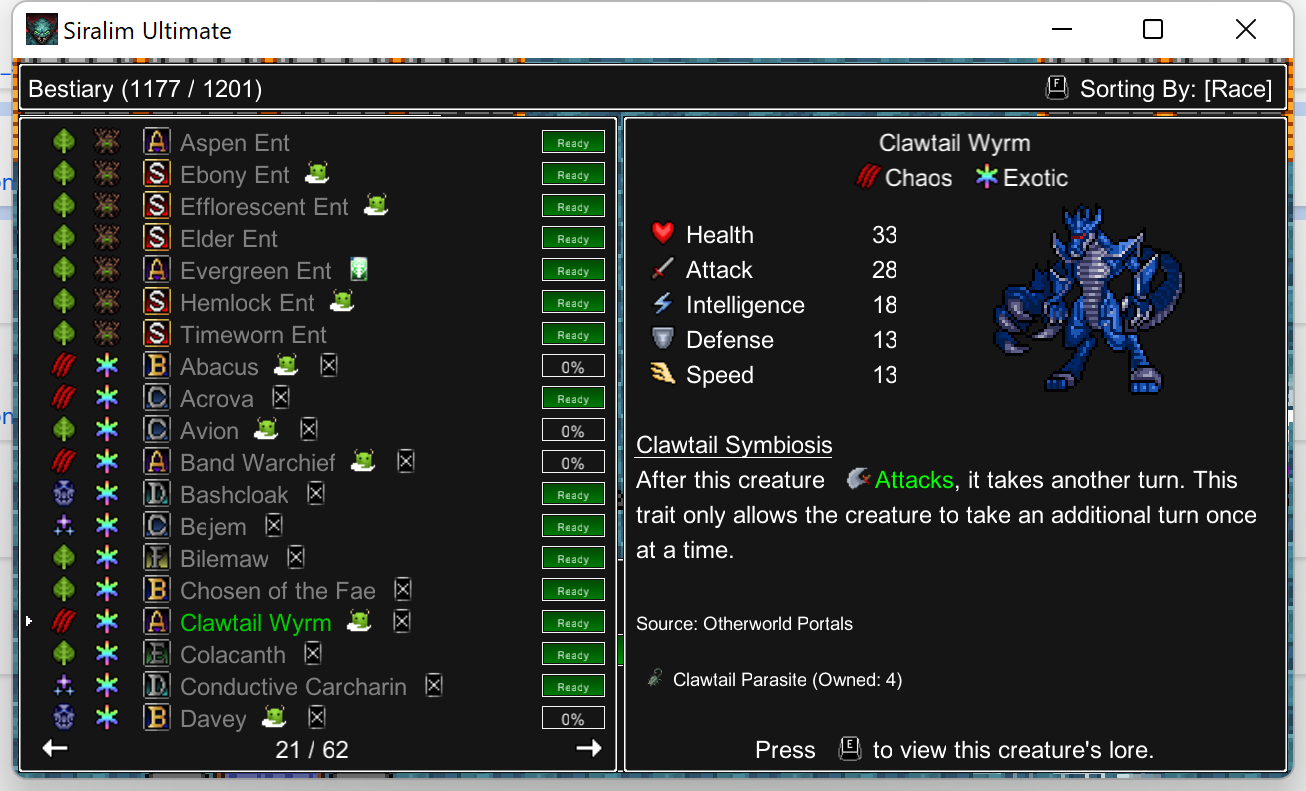 Siralim Ultimate
Bestiary (1177 / 1201)
F Sorting By: [Race]
A Aspen Ent Ready
S Ebony Ent Ready
S Efflorescent Ent Ready
S Elder Ent Ready
A Evergreen Ent Ready
S Hemlock Ent Ready
S Timeworn Ent Ready
B Abacus 0%
C Acrova Ready
C Avion 0%
A Band Warchief 0%
D Bashcloak Ready
C Bejem Ready
F Bilemaw Ready
B Chosen of the Fae Ready
A Clawtail Wyrm Ready
E Colacanth Ready
D Conductive Carcharin Ready
B Davey 0%
21 / 62
Clawtail Wyrm
Chaos Exotic
Health 33
Attack 28
Intelligence 18
Defense 13
Speed 13
Clawtail Symbiosis
After this creature Attacks, it takes another turn. This
trait only allows the creature to take an additional turn once
at a time.
Source: Otherworld Portals
Clawtail Parasite (Owned: 4)
Press E to view this creature's lore.